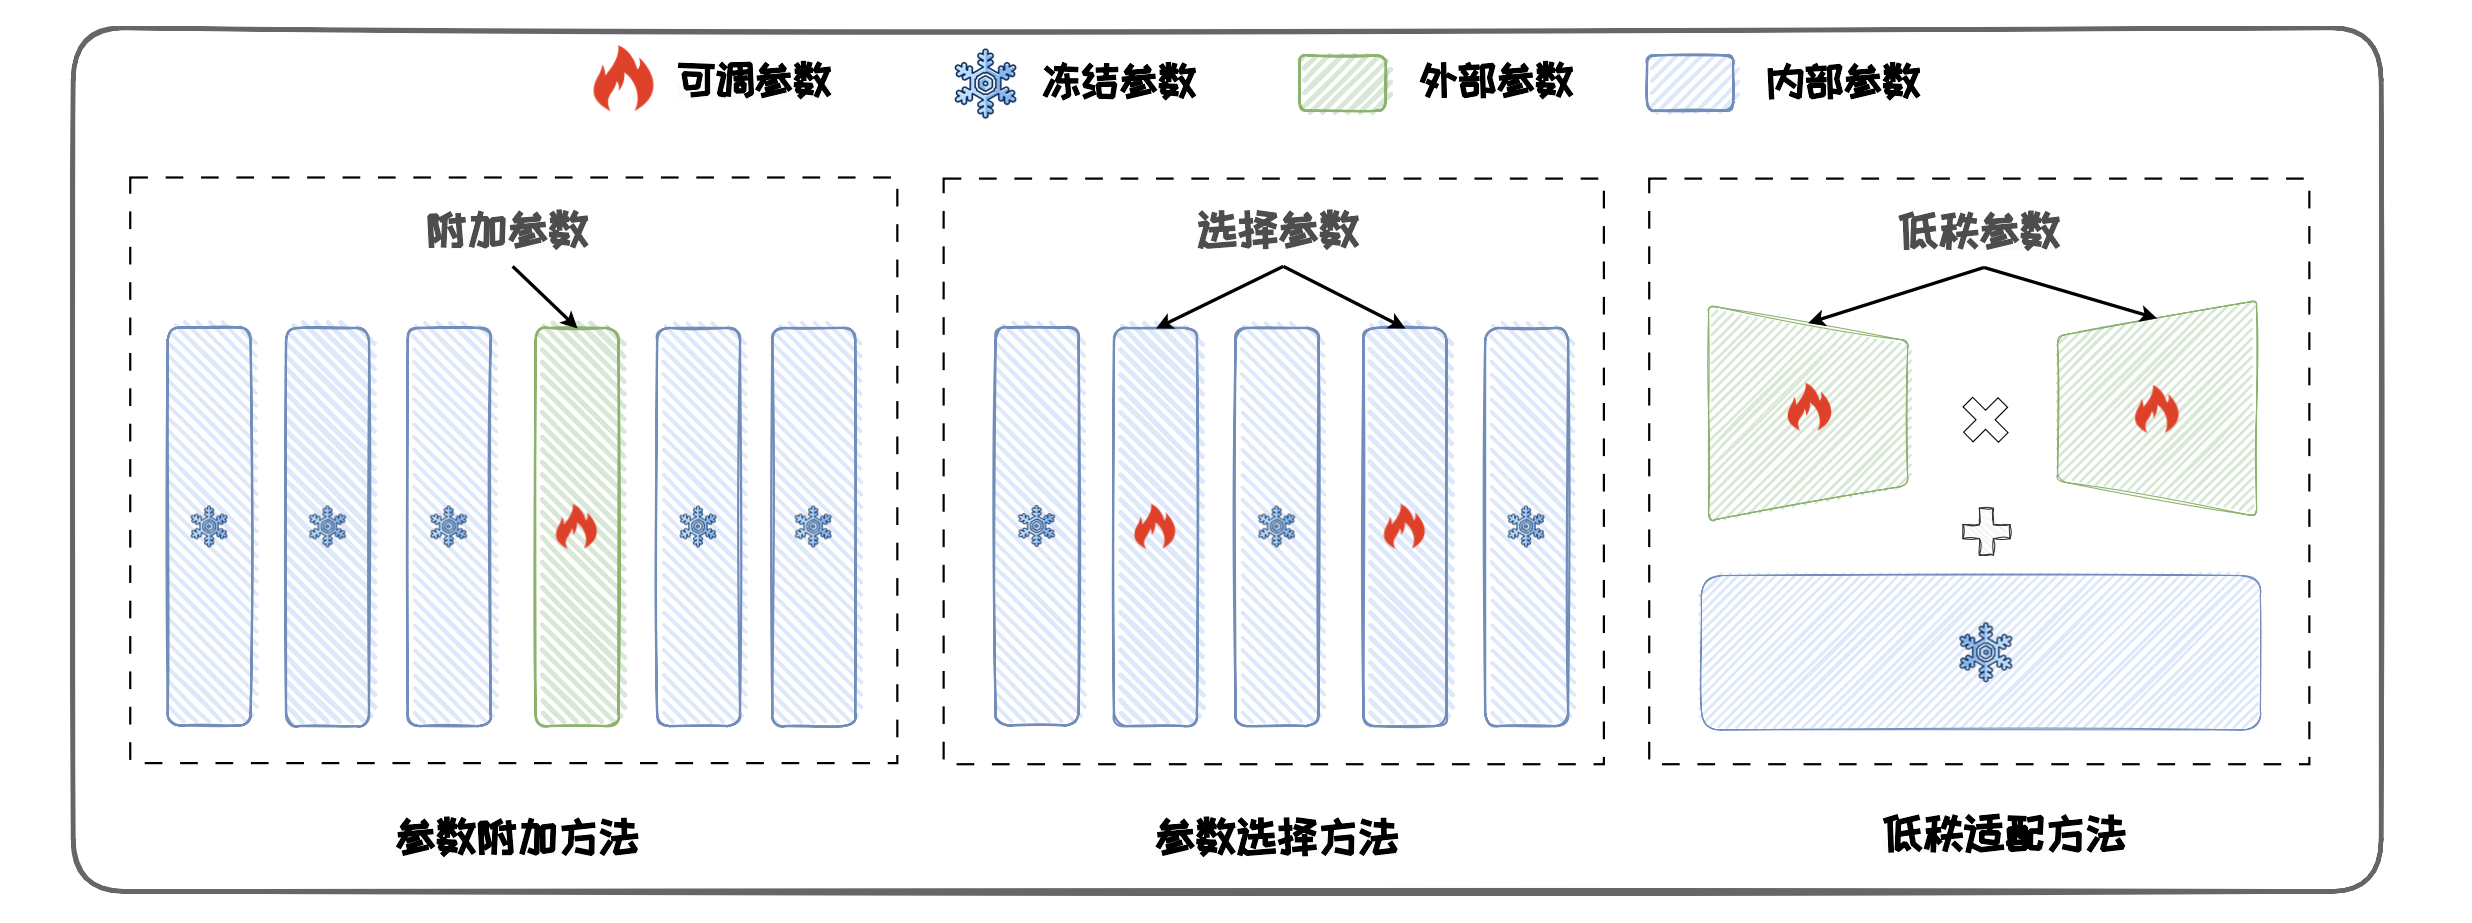 可调参数 冻结参数 外部参数 内部参数
附加参数
选择参数
低秩参数
参数附加方法
参数选择方法
低秩适配方法